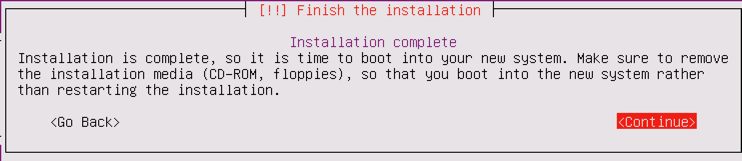 [!!] Finish the installation
Installation complete
Installation is complete, so it is time to boot into your new system. Make sure to remove
the installation media (CD-ROM, floppies), so that you boot into the new system rather
than restarting the installation.
<Go Back> <Continue>